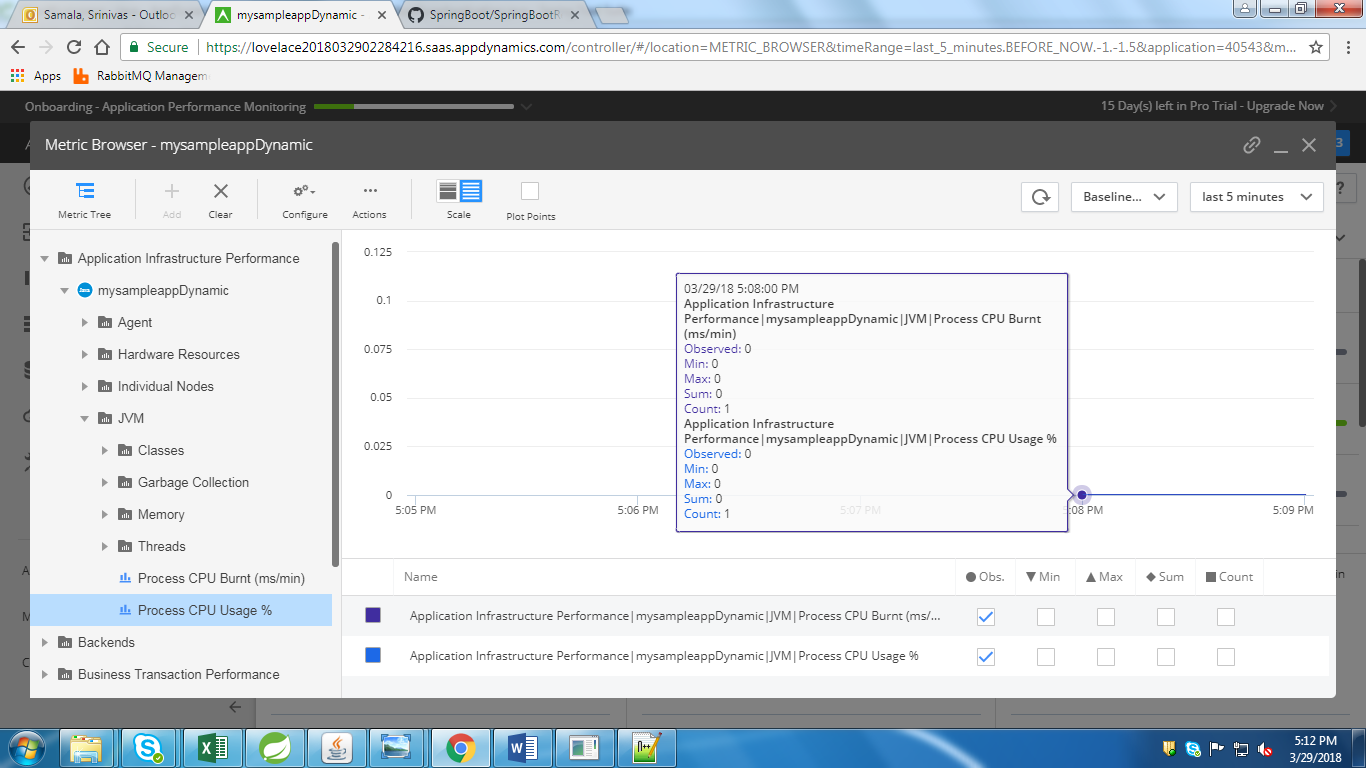 Samala, Srinivas - Outloo
mysampleappDynamic -
SpringBoot/SpringBootR
Secure
https://lovelace2018032902284216.saas.appdynamics.com/controller/#/location=METRIC_BROWSER&timeRange=last_5_minutes.BEFORE_NOW.-1.-1.5&application=40543&m...
Apps
RabbitMQ Managem
Onboarding - Application Performance Monitoring
15 Day(s) left in Pro Trial - Upgrade Now
Metric Browser - mysampleappDynamic
3
?
Metric Tree
Add
Clear
Configure
Actions
Scale
Plot Points
Baseline...
last 5 minutes
Application Infrastructure Performance
mysampleappDynamic
Agent
Hardware Resources
Individual Nodes
JVM
Classes
Garbage Collection
Memory
Threads
Process CPU Burnt (ms/min)
Process CPU Usage %
Backends
Business Transaction Performance
0.125
0.1
0.075
0.05
0.025
0
5:05 PM
5:06 PM
5:07 PM
5:08 PM
5:09 PM
03/29/18 5:08:00 PM
Application Infrastructure
Performance|mysampleappDynamic|JVM|Process CPU Burnt
(ms/min)
Observed: 0
Min: 0
Max: 0
Sum: 0
Count: 1
Application Infrastructure
Performance|mysampleappDynamic|JVM|Process CPU Usage %
Observed: 0
Min: 0
Max: 0
Sum: 0
Count: 1
Name
Obs.
Min
Max
Sum
Count
Application Infrastructure Performance|mysampleappDynamic|JVM|Process CPU Burnt (ms/...
Application Infrastructure Performance|mysampleappDynamic|JVM|Process CPU Usage %
5:12 PM
3/29/2018